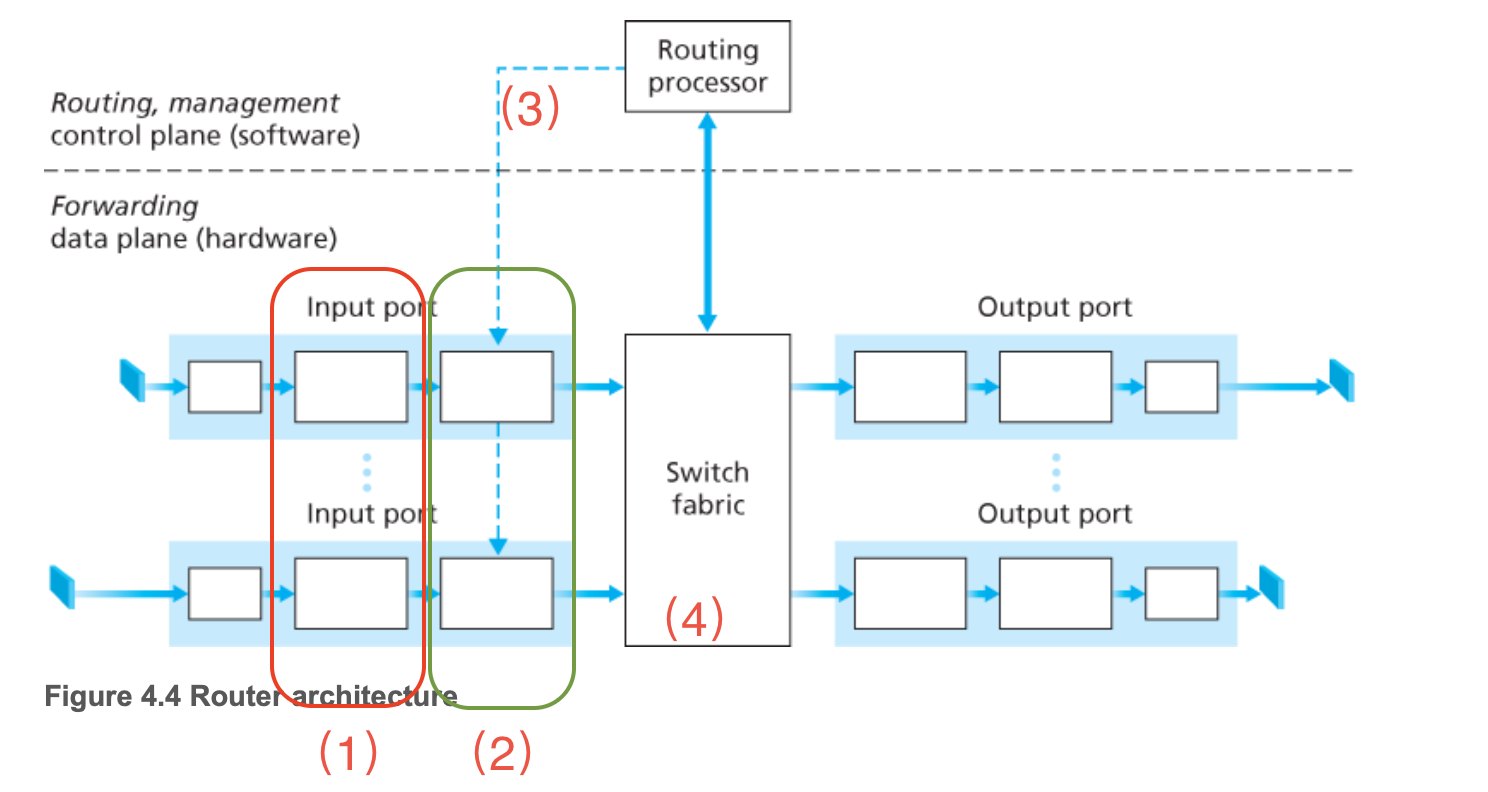 Routing
processor
(3)
Routing, management
control plane (software)
Forwarding
data plane (hardware)
Input port
Output port
Switch
fabric
Input port
Output port
(4)
Figure 4.4 Router architecture
(1)
(2)